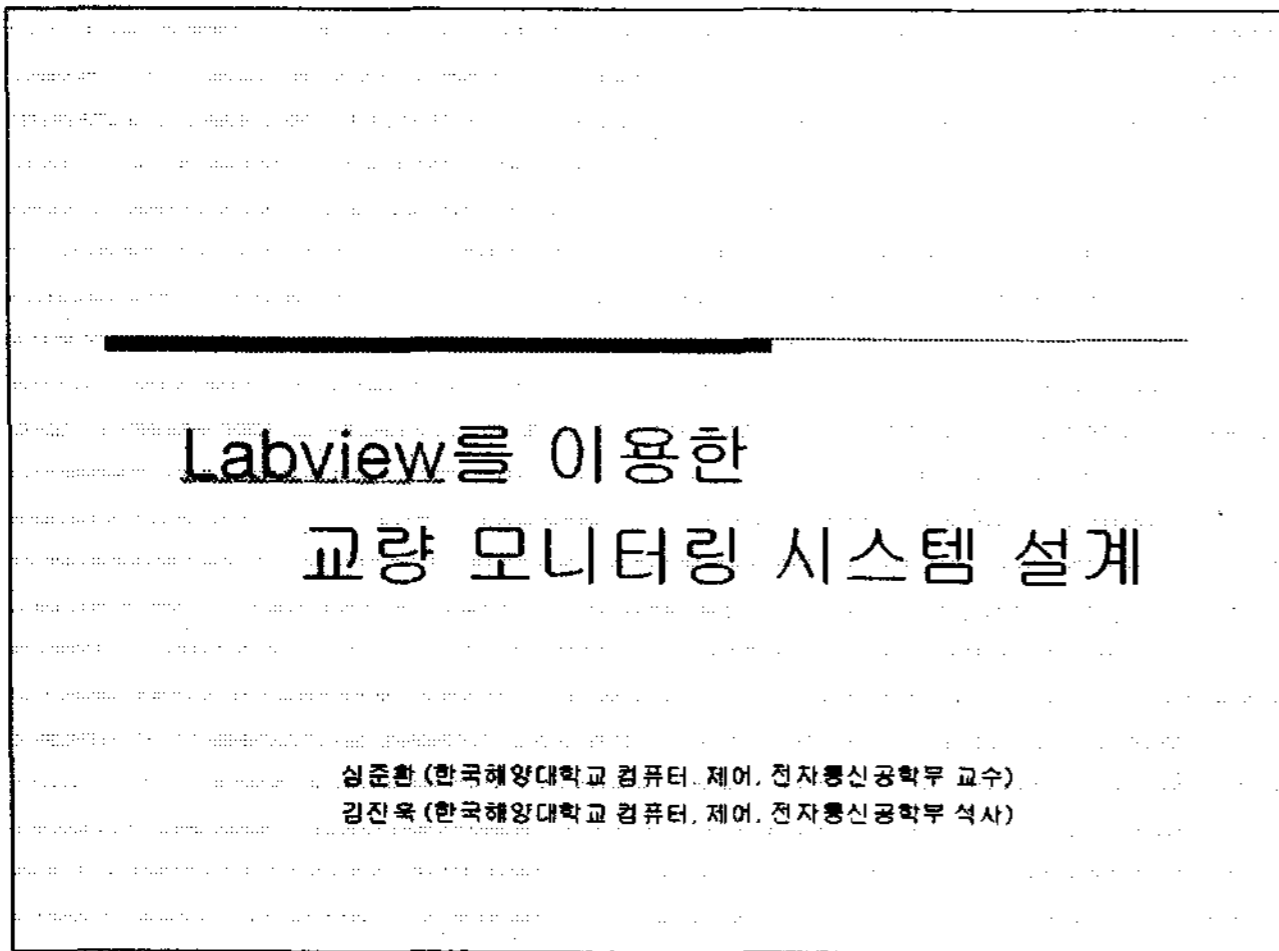 Labview를 이용한
교량 모니터링 시스템 설계
심준환 (한국해양대학교 컴퓨터, 제어, 전자통신공학부 교수)
김진욱 (한국해양대학교 컴퓨터, 제어, 전자통신공학부 석사)